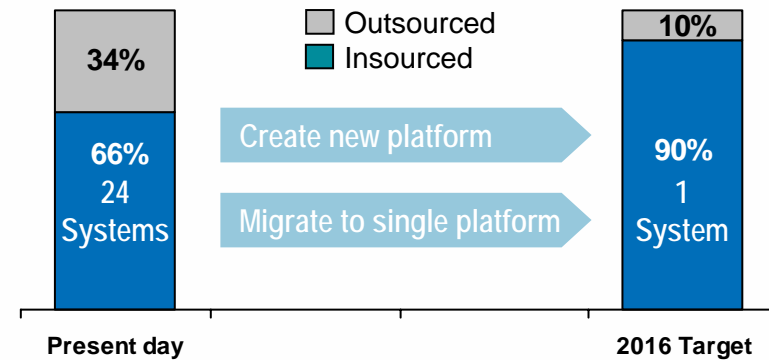 Outsourced
Insourced
34%
10%
Create new platform
66%
24
Systems
90%
1
System
Migrate to single platform
Present day
2016 Target